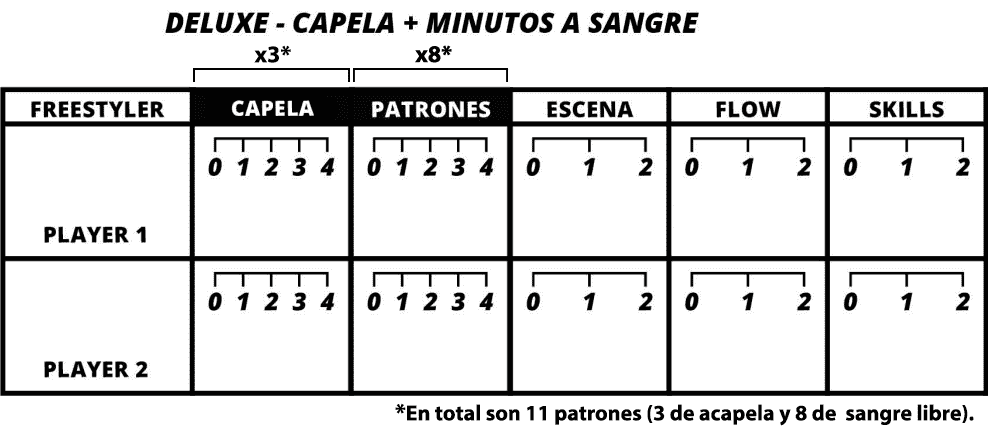 DELUXE - CAPELA + MINUTOS A SANGRE
x3* x8*
FREESTYLER CAPELA PATRONES ESCENA FLOW SKILLS
0 1 2 3 4 0 1 2 3 4 0 1 2 0 1 2 0 1 2
PLAYER 1
0 1 2 3 4 0 1 2 3 4 0 1 2 0 1 2 0 1 2
PLAYER 2
*En total son 11 patrones (3 de acapela y 8 de sangre libre).